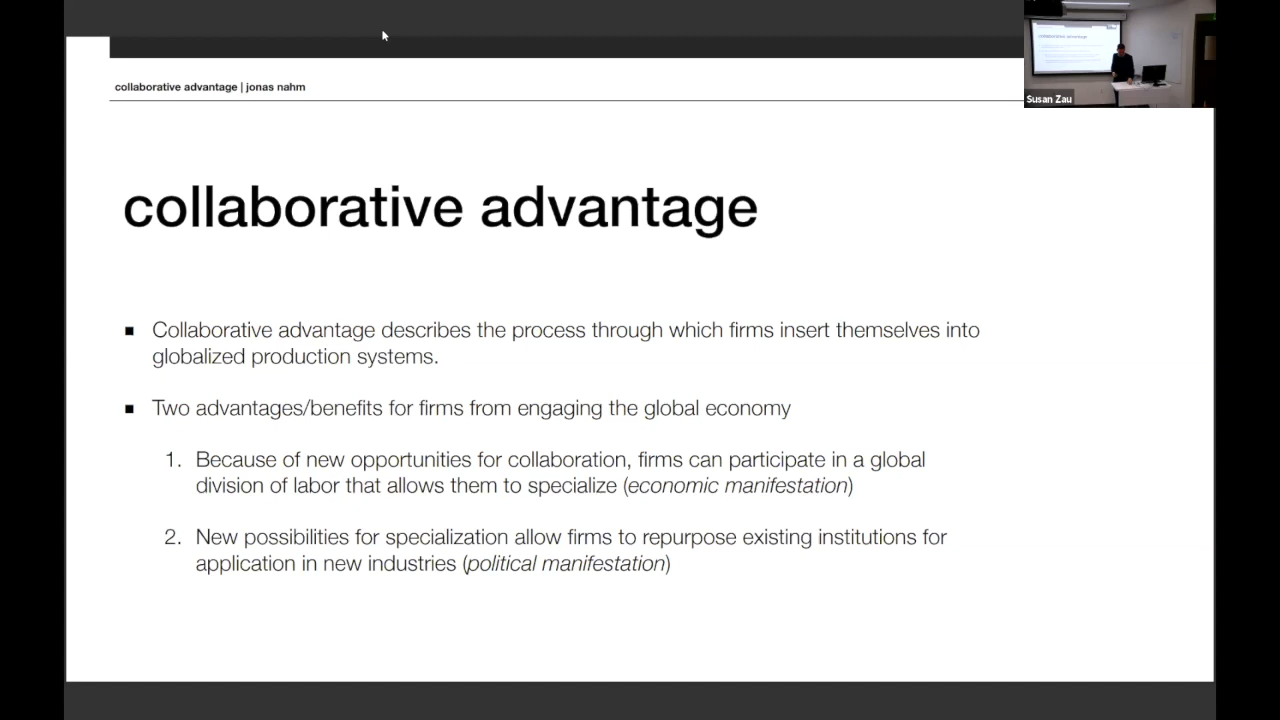 collaborative advantage | jonas nahm
Susan Zau
collaborative advantage
▪ Collaborative advantage describes the process through which firms insert themselves into
globalized production systems.
▪ Two advantages/benefits for firms from engaging the global economy
1. Because of new opportunities for collaboration, firms can participate in a global
division of labor that allows them to specialize (economic manifestation)
2. New possibilities for specialization allow firms to repurpose existing institutions for
application in new industries (political manifestation)